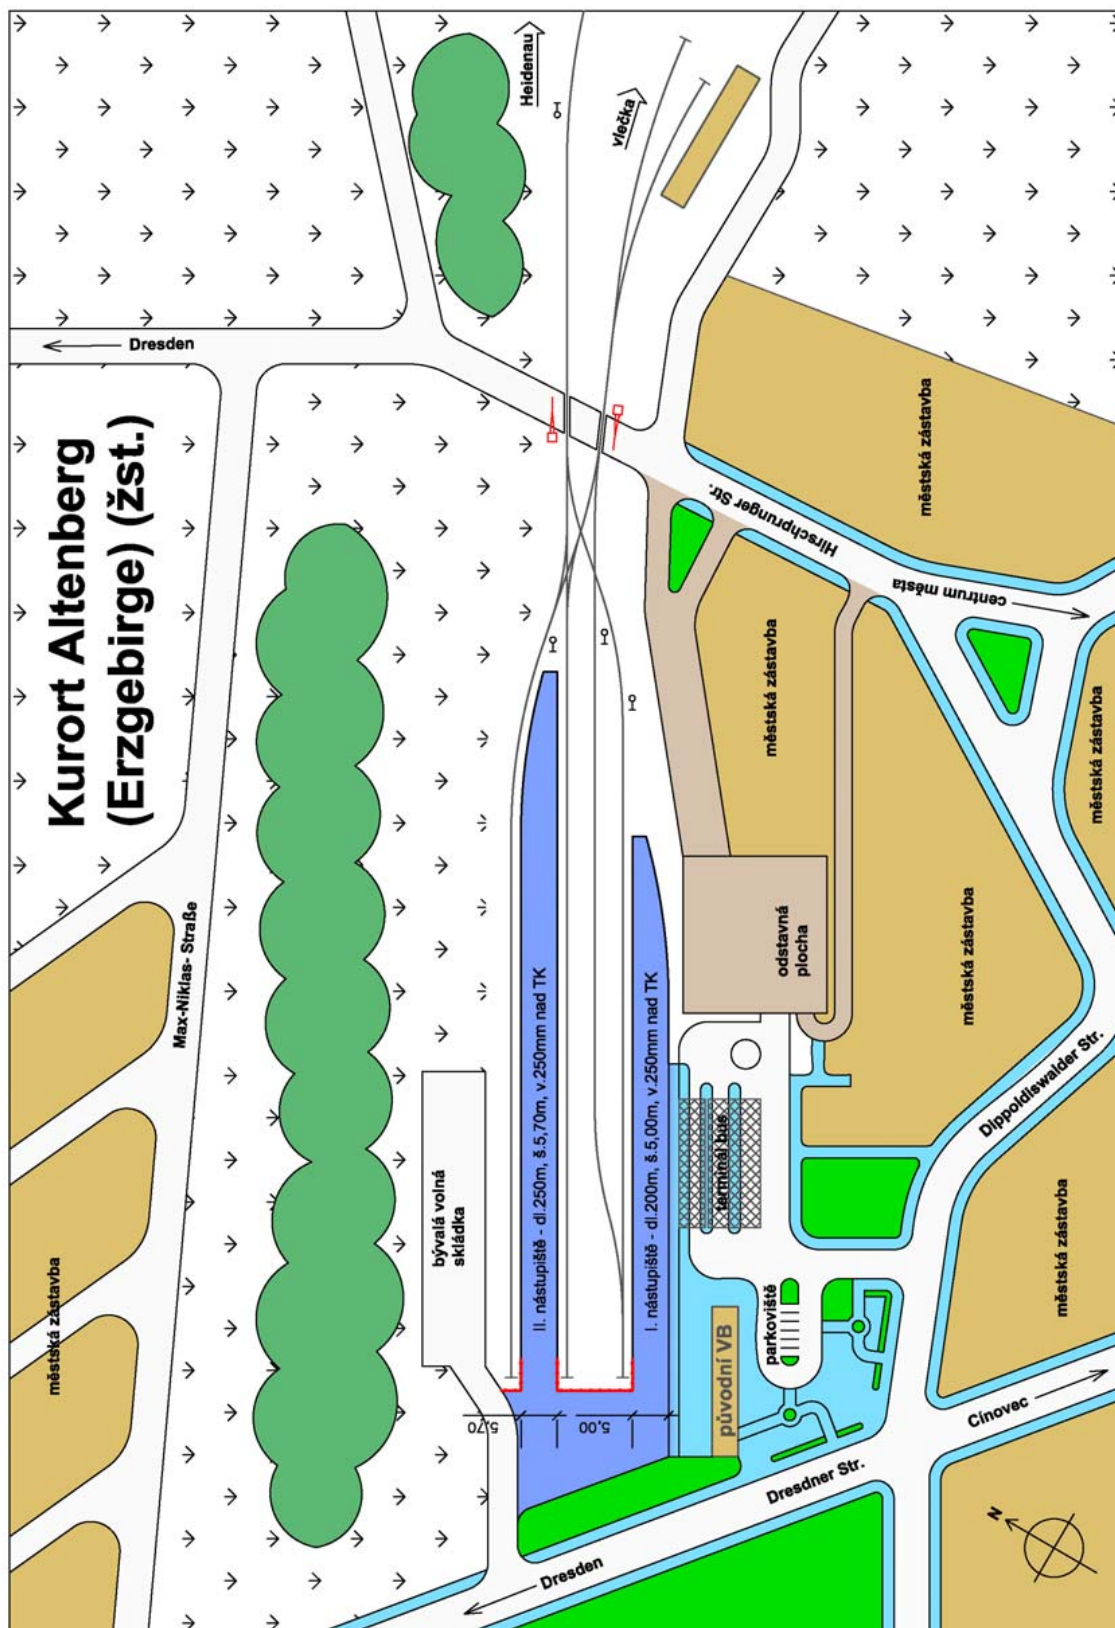 Kurort Altenberg
(Erzgebirge) (žst.)
Heidenau
vlečka
Dresden
Max-Niklas- Straße
městská zástavba
bývalá volná
skládka
II. nástupiště - dl.250m, š.5,70m, v.250mm nad TK
I. nástupiště - dl.200m, š.5,00m, v.250mm nad TK
5,70
5,00
původní VB
parkoviště
terminál bus
odstavná
plocha
městská zástavba
městská zástavba
městská zástavba
městská zástavba
městská zástavba
Hirschprunger Str.
centrum města
Dippoldiswalder Str.
Dresdner Str.
Cínovec
Dresden
N